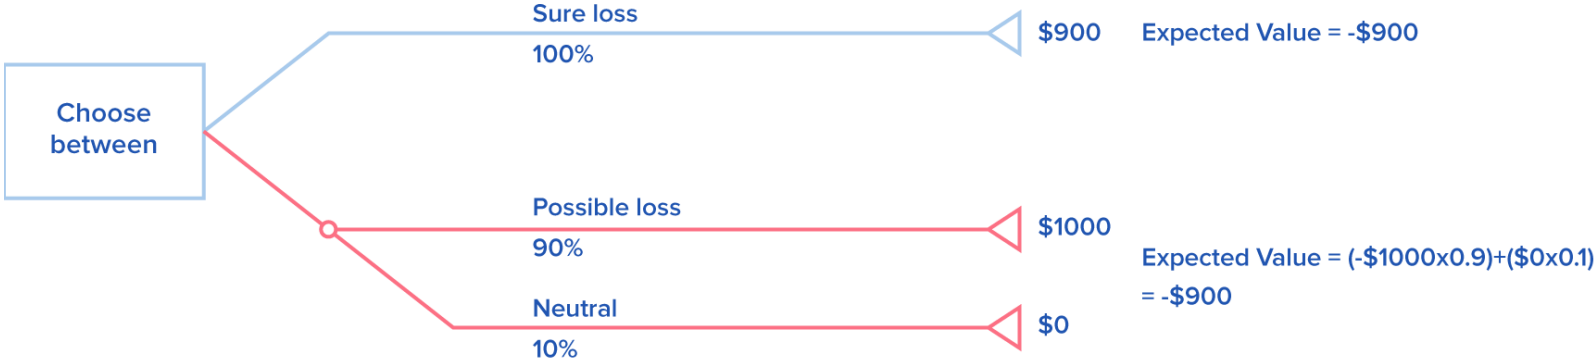 Sure loss
100%
$900
Expected Value = -$900
Choose
between
Possible loss
90%
$1000
Expected Value = (-$1000x0.9)+($0x0.1)
= -$900
Neutral
10%
$0